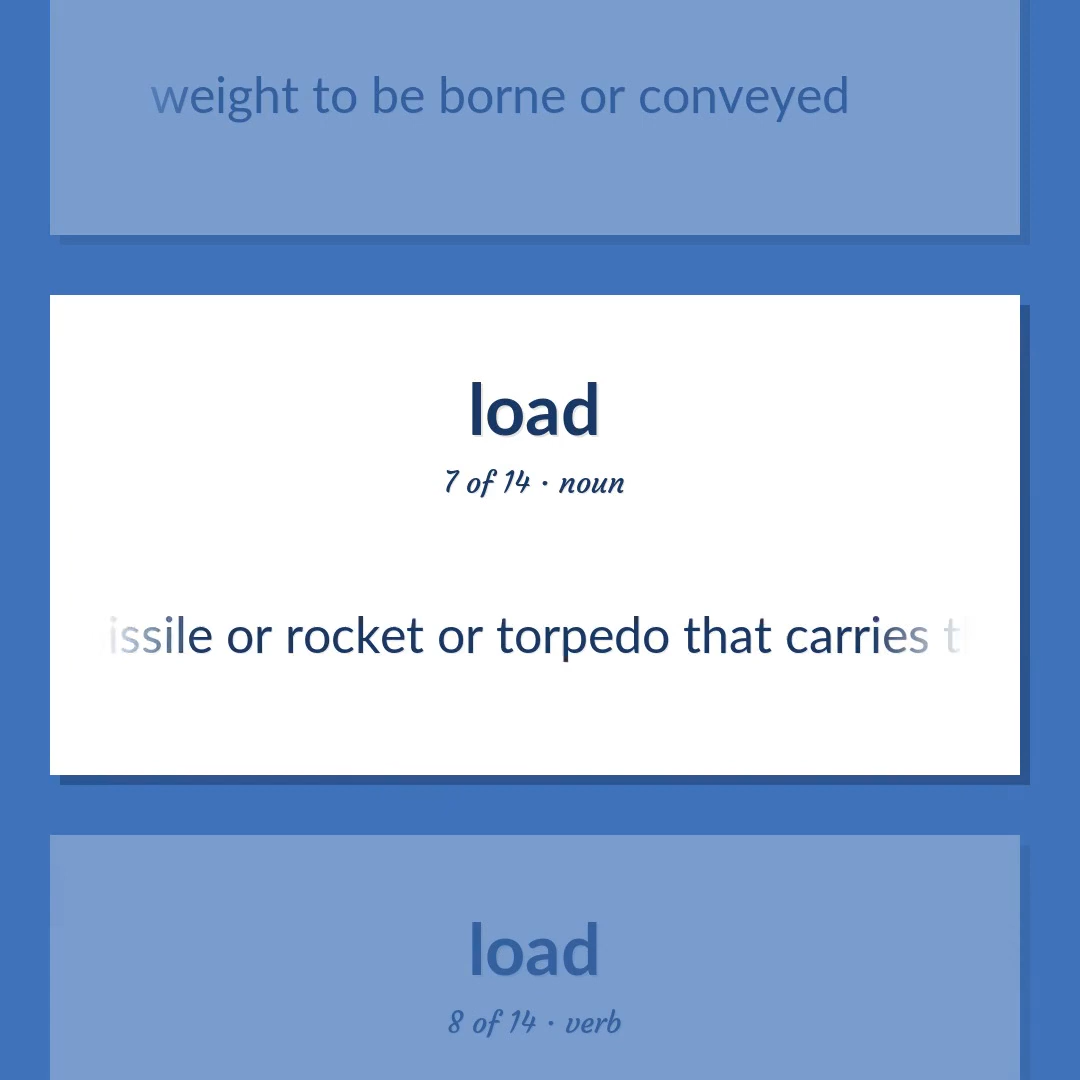 weight to be borne or conveyed
load
7 of 14 · noun
issile or rocket or torpedo that carries t
load
8 of 14 · verb